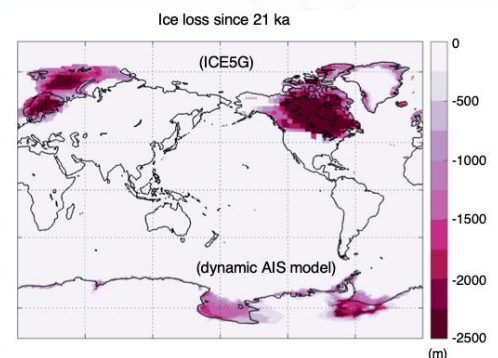 Ice loss since 21 ka
(ICE5G)
(dynamic AIS model)
0
-500
-1000
-1500
-2000
-2500
(m)